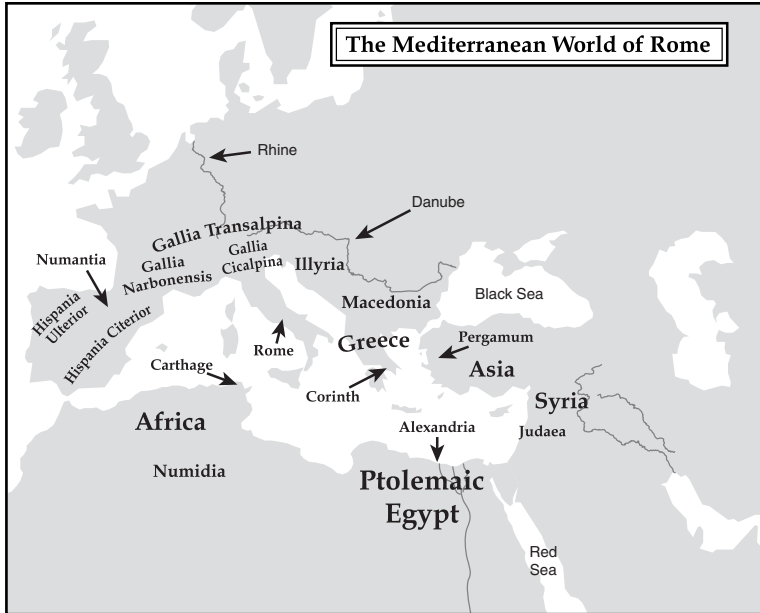 The Mediterranean World of Rome
Rhine
Danube
Gallia Transalpina
Numantia
Gallia
Narbonensis
Gallia
Cicalpina
Illyria
Hispania
Ulterior
Hispania Citerior
Macedonia
Black Sea
Rome
Greece
Pergamum
Carthage
Asia
Corinth
Syria
Africa
Alexandria
Judaea
Numidia
Ptolemaic
Egypt
Red
Sea